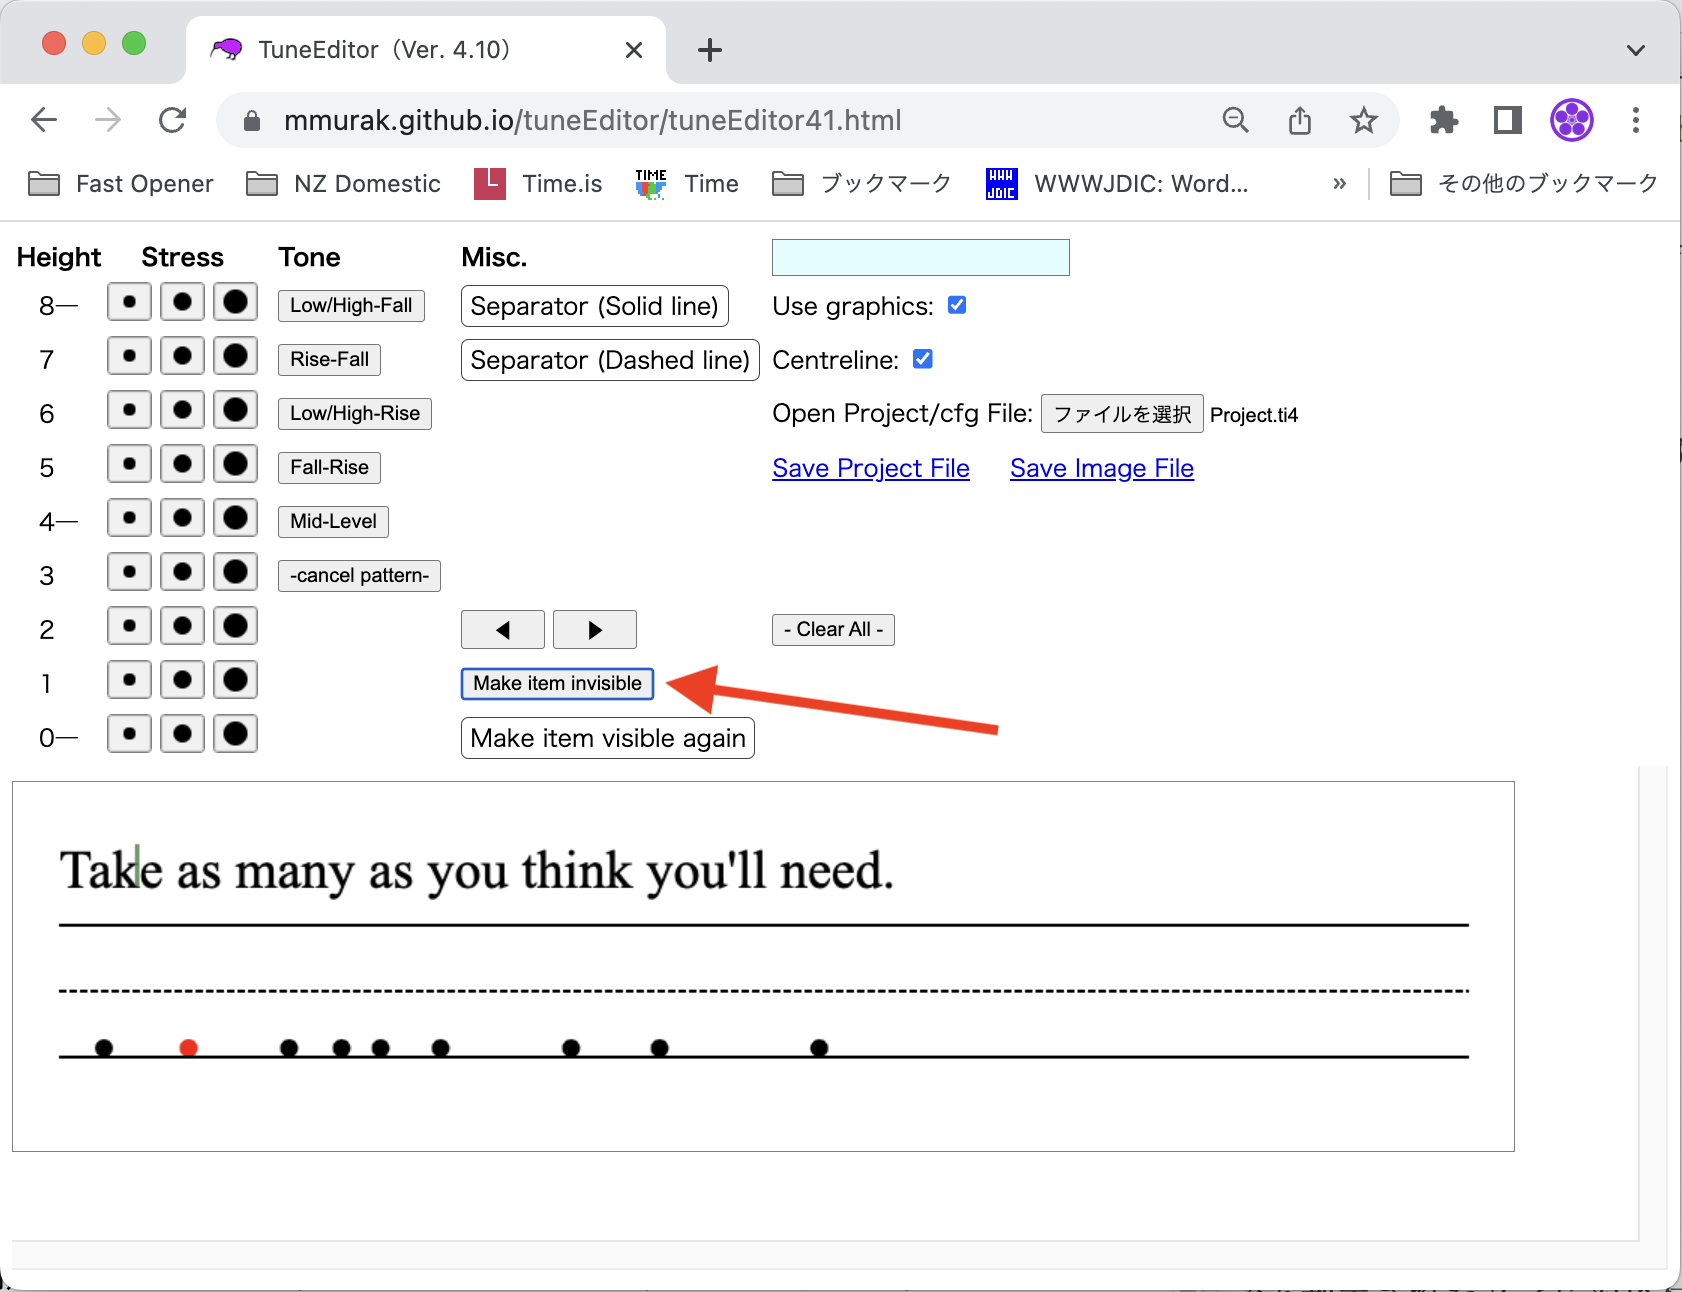 TuneEditor（Ver. 4.10）
mmurak.github.io/tuneEditor/tuneEditor41.html
Fast Opener NZ Domestic Time.is TIME Time ブックマーク WWW JDIC WWWJDIC: Word... » その他のブックマーク
Height Stress Tone Misc.
8— Low/High-Fall Separator (Solid line) Use graphics:
7 Rise-Fall Separator (Dashed line) Centreline:
6 Low/High-Rise Open Project/cfg File: ファイルを選択 Project.ti4
5 Fall-Rise Save Project File Save Image File
4— Mid-Level
3 -cancel pattern-
2 - Clear All -
1 Make item invisible
0— Make item visible again
Take as many as you think you'll need.